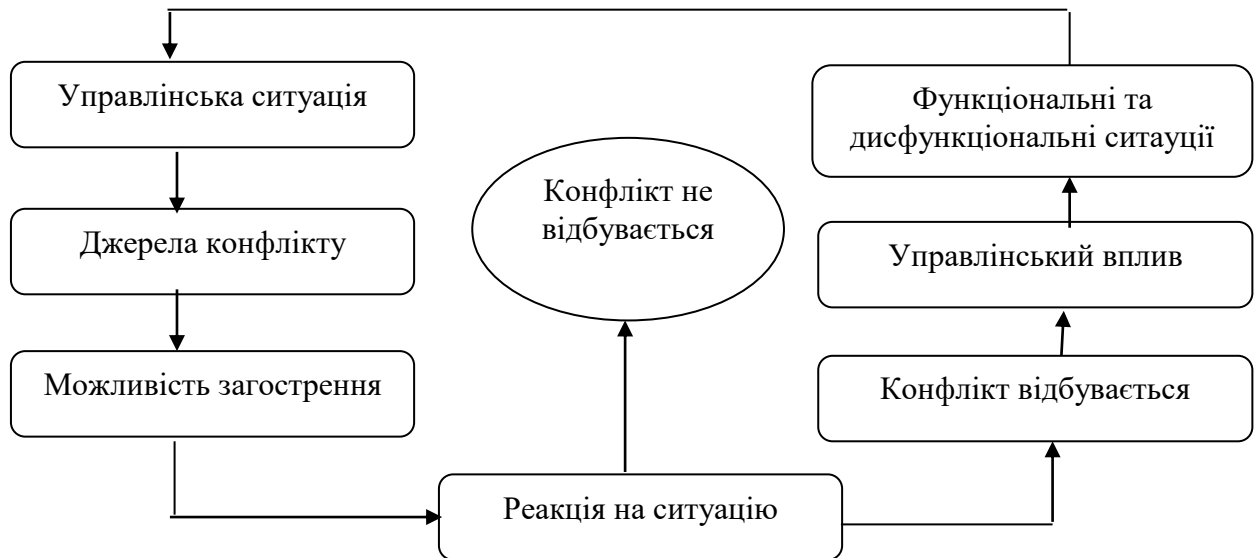 Управлінська ситуація
Джерела конфлікту
Можливість загострення
Реакція на ситуацію
Конфлікт не
відбувається
Конфлікт відбувається
Управлінський вплив
Функціональні та
дисфункціональні ситауції